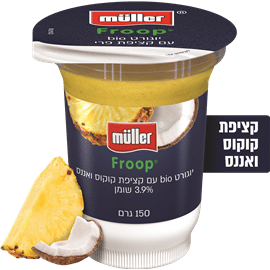 müller®
Froop®
יוגורט bio
עם קציפת פרי
müller
Froop®
יוגורט bio עם קציפת קוקוס ואננס
3.9% שומן
150 גרם
קציפת
קוקוס
ואננס